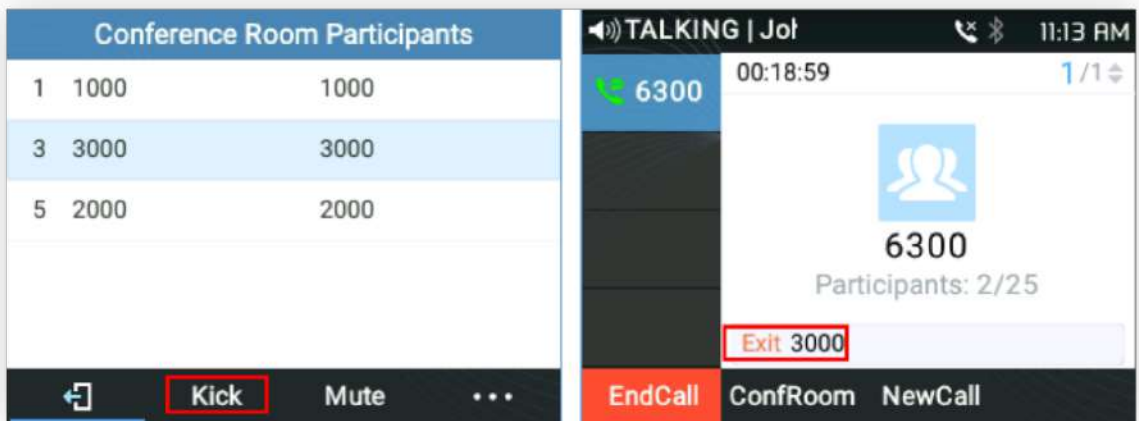 Conference Room Participants
1 1000 1000
3 3000 3000
5 2000 2000
Kick Mute ...
TALKING | Joh 11:13 AM
6300 00:18:59 1/1
6300
Participants: 2/25
Exit 3000
EndCall ConfRoom NewCall